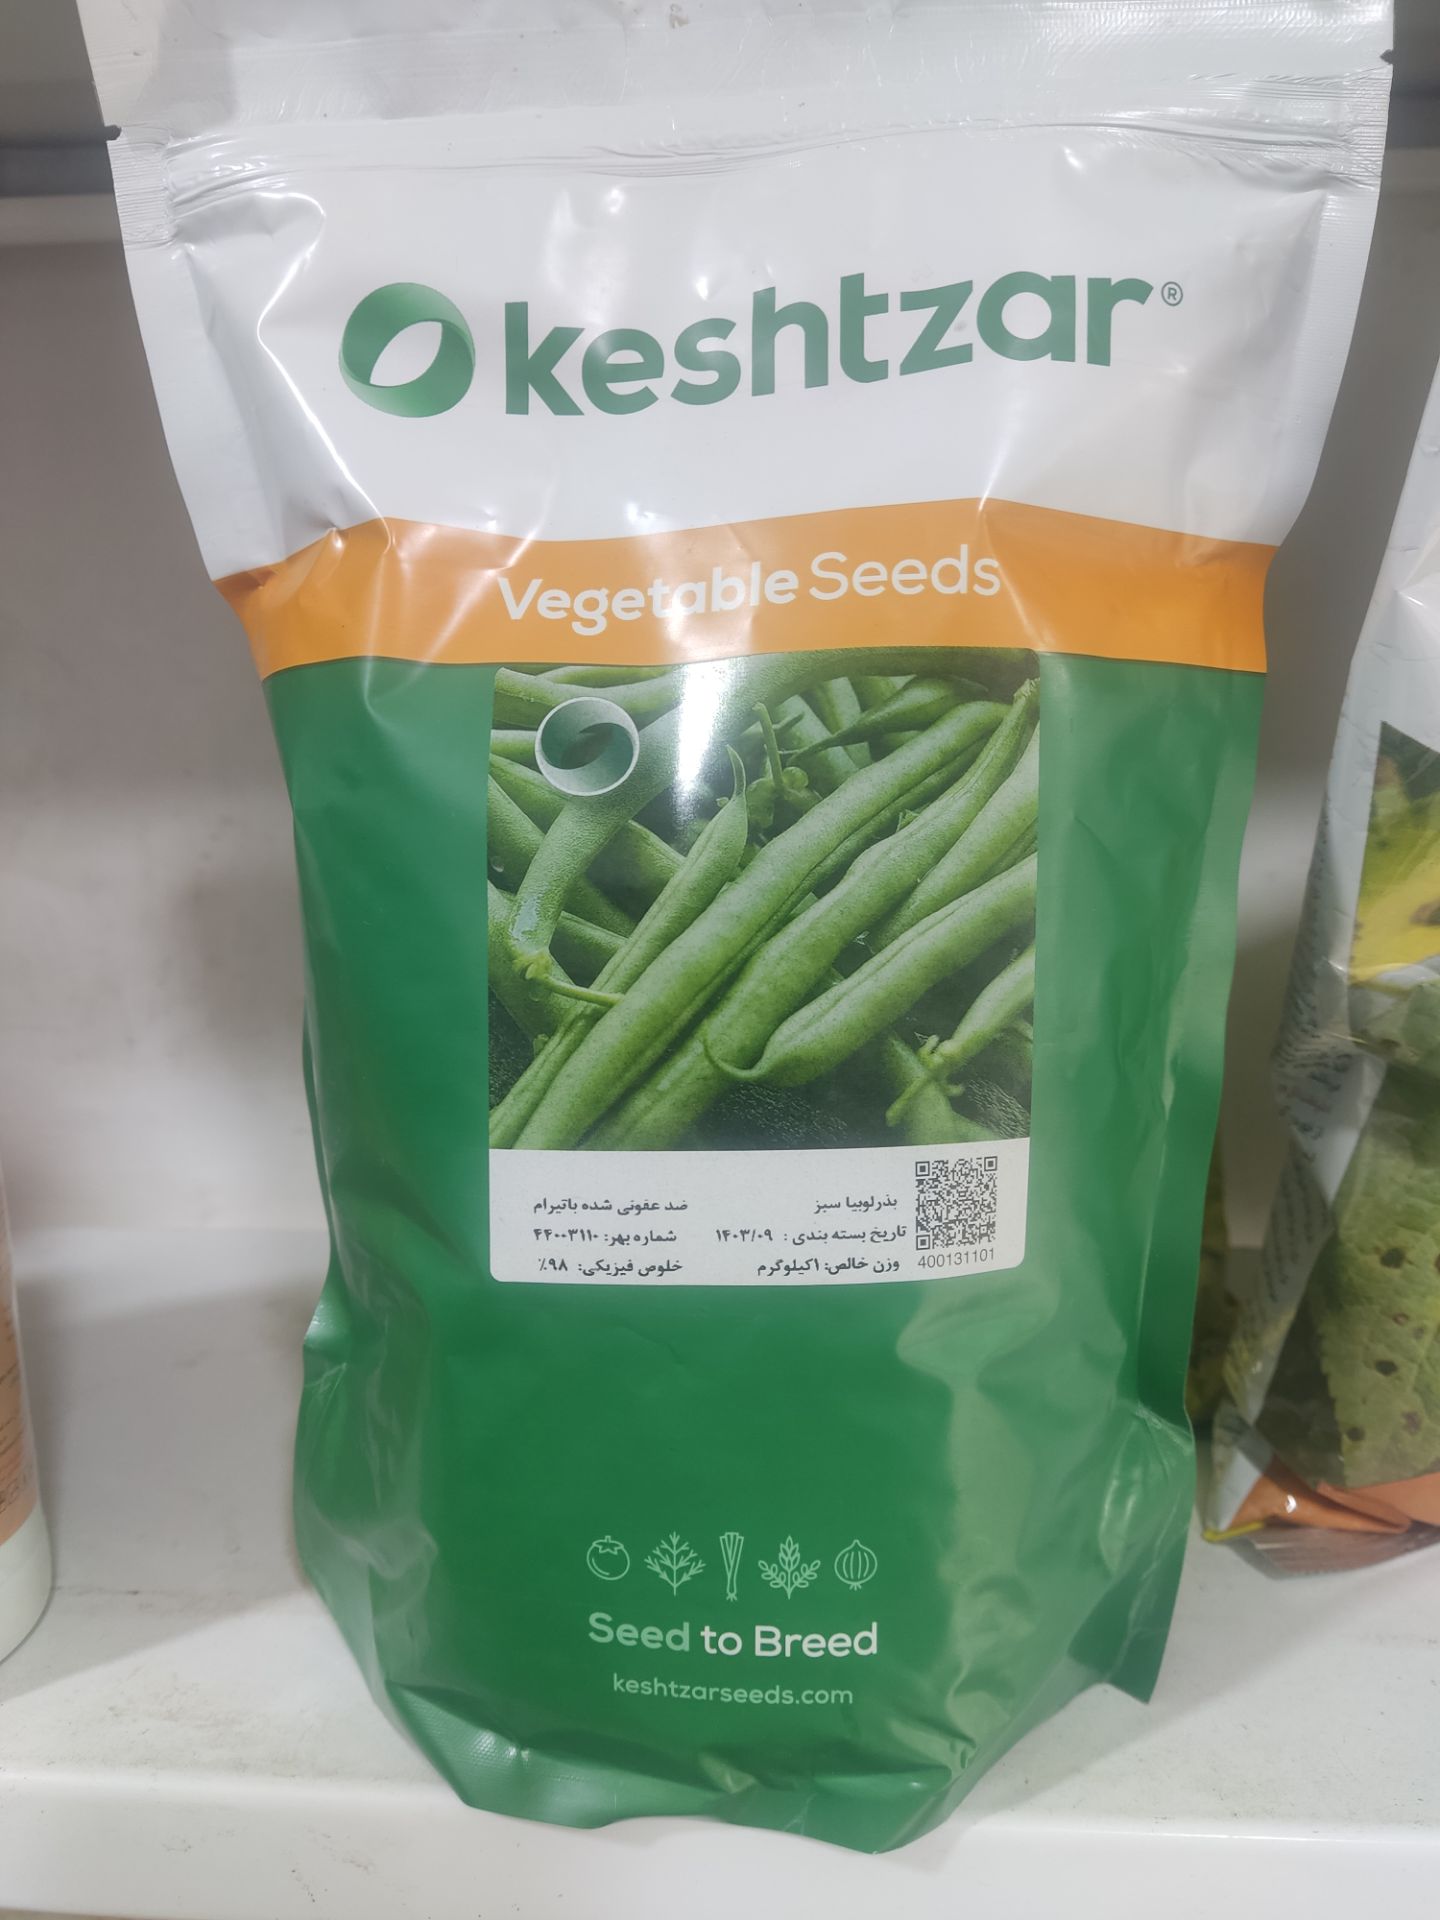 keshtzar®
Vegetable Seeds
بذرلوبیا سبز
ضد عفونی شده باتیرام
تاریخ بسته بندی : ۱۴۰۳/۰۹
شماره بهر: ۴۴۰۰۳۱۱۰
وزن خالص: ۱کیلوگرم
خلوص فیزیکی: ۹۸٪
400131101
Seed to Breed
keshtzarseeds.com